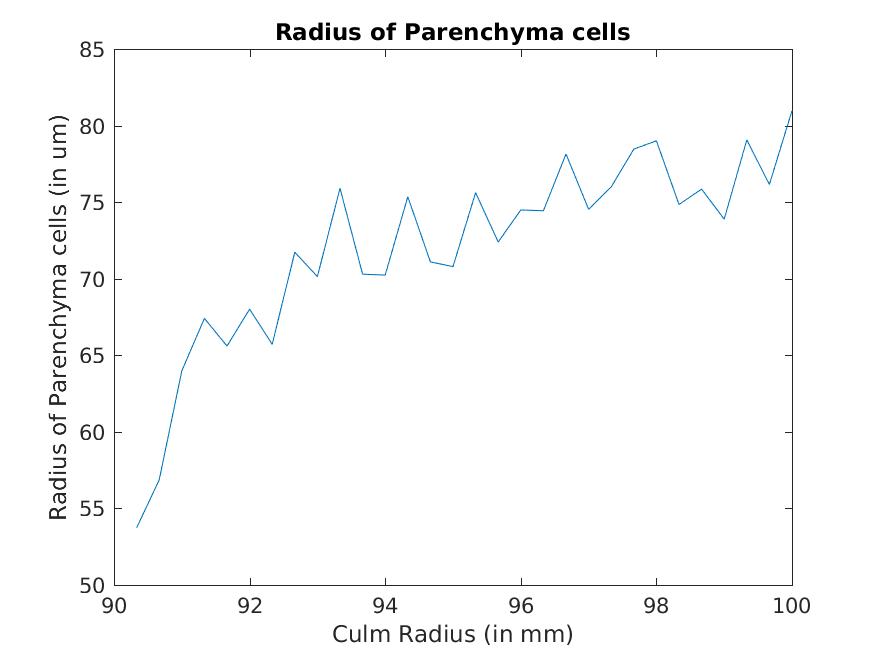 Radius of Parenchyma cells
85
80
75
70
65
60
55
50
Radius of Parenchyma cells (in um)
90 92 94 96 98 100
Culm Radius (in mm)